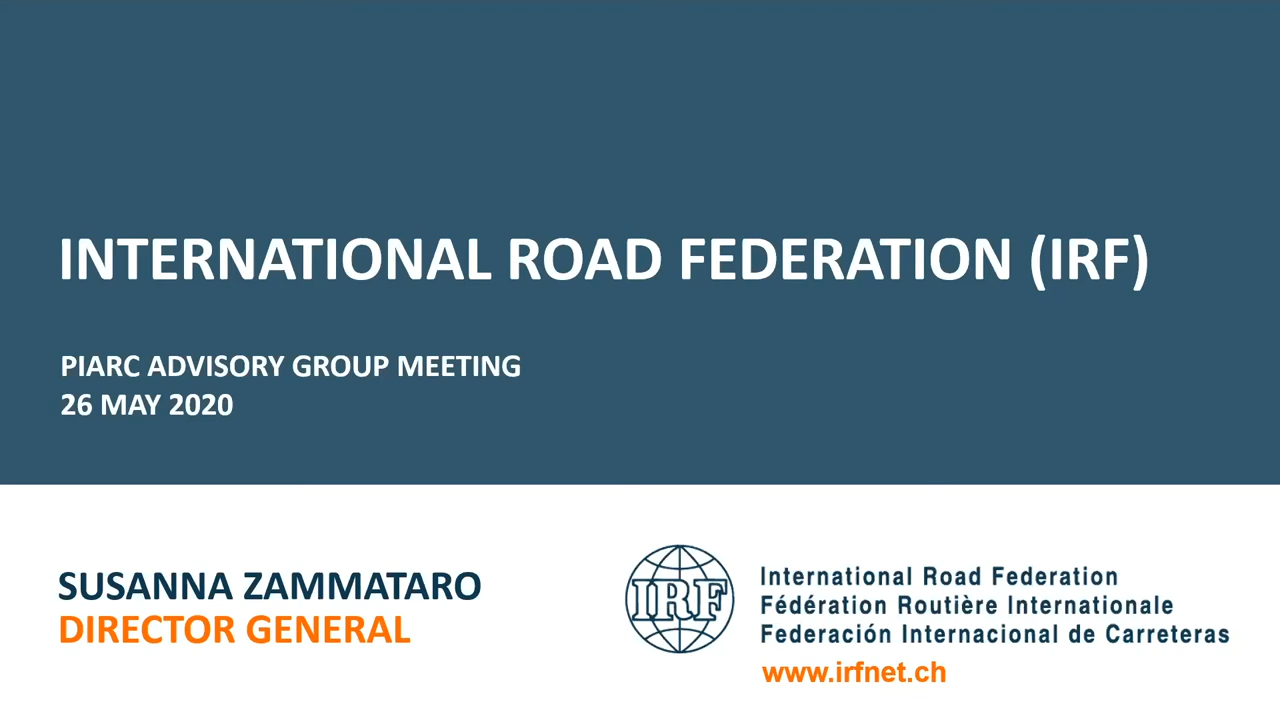 INTERNATIONAL ROAD FEDERATION (IRF)
PIARC ADVISORY GROUP MEETING
26 MAY 2020
SUSANNA ZAMMATARO
DIRECTOR GENERAL
IRF
International Road Federation
Fédération Routière Internationale
Federación Internacional de Carreteras
www.irfnet.ch